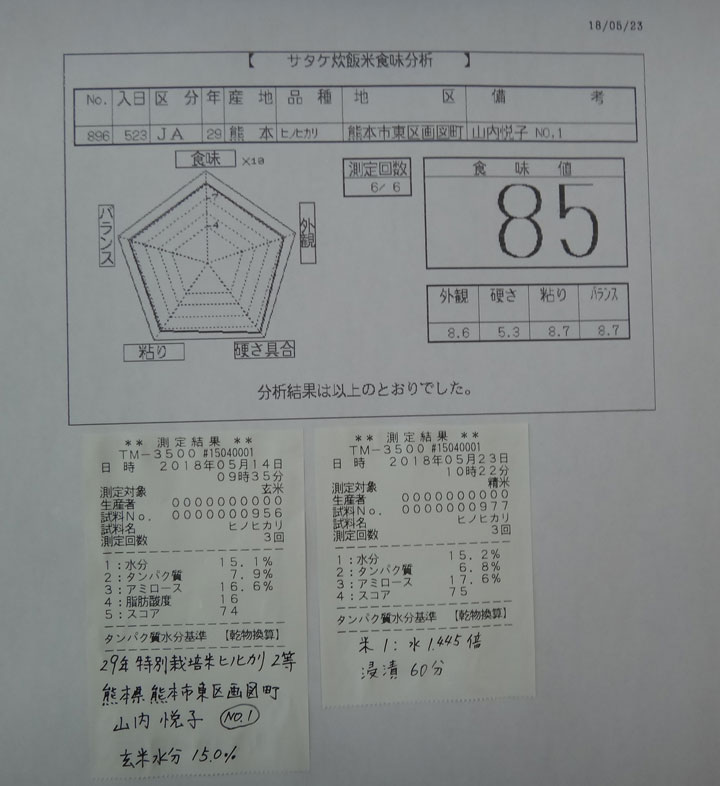 18/05/23
【 サタケ炊飯米食味分析 】
No. 入日 区分 年 産地 品種 地区 備考
896 523 JA 29 熊本 ヒノヒカリ 熊本市東区画図町 山内悦子 NO.1
食味 ×10
7
4
外観
硬さ具合
粘り
バランス
測定回数
6/ 6
食味値
85
外観 硬さ 粘り バランス
8.6 5.3 8.7 8.7
分析結果は以上のとおりでした。
** 測定結果 **
TM-3500 #15040001
日時 2018年05月14日
09時35分
測定対象 玄米
生産者 0000000000
試料No. 0000000956
試料名 ヒノヒカリ
測定回数 3回
1:水分 15.1%
2:タンパク質 7.9%
3:アミロース 16.6%
4:脂肪酸度 16
5:スコア 74
タンパク質水分基準 【乾物換算】
29年 特別栽培米ヒノヒカリ 2等
熊本県熊本市東区画図町
山内 悦子 NO.1
玄米水分 15.0%
** 測定結果 **
TM-3500 #15040001
日時 2018年05月23日
10時22分
測定対象 精米
生産者 0000000000
試料No. 0000000977
試料名 ヒノヒカリ
測定回数 3回
1:水分 15.2%
2:タンパク質 6.8%
3:アミロース 17.6%
4:スコア 75
タンパク質水分基準 【乾物換算】
米 1:水 1.445 倍
浸漬 60分